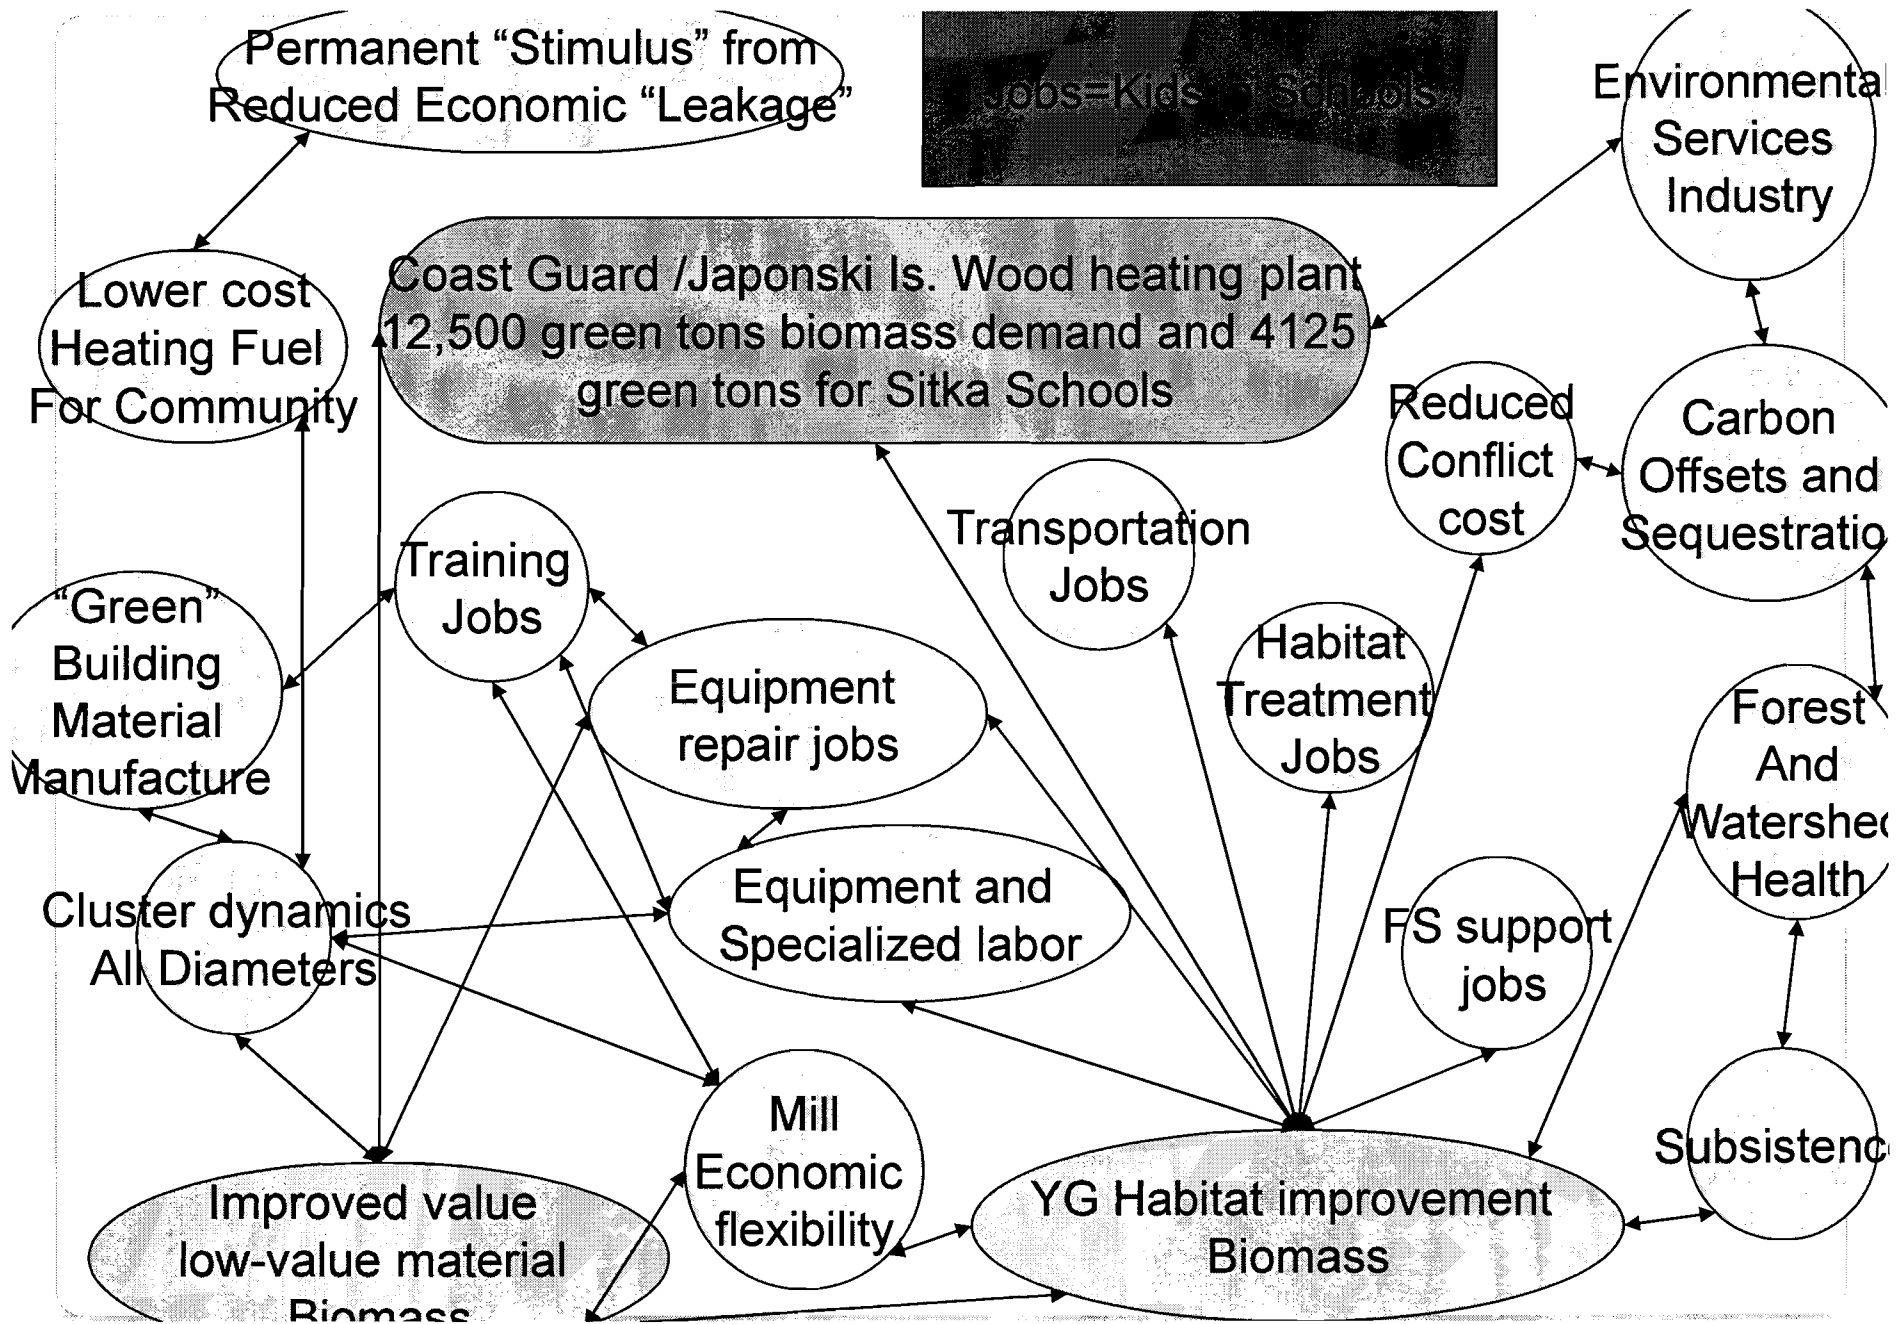 Permanent “Stimulus” from
Reduced Economic “Leakage”
Jobs=Kids in Schools
Environmenta
Services
Industry
Lower cost
Heating Fuel
For Community
Coast Guard /Japonski Is. Wood heating plant
12,500 green tons biomass demand and 4125
green tons for Sitka Schools
Reduced
Conflict
cost
Carbon
Offsets and
Sequestratio
Training
Jobs
Transportation
Jobs
“Green”
Building
Material
Manufacture
Equipment
repair jobs
Habitat
Treatment
Jobs
Forest
And
Watershed
Health
Cluster dynamics
All Diameters
Equipment and
Specialized labor
FS support
jobs
Mill
Economic
flexibility
Subsistence
Improved value
low-value material
Biomass
YG Habitat improvement
Biomass